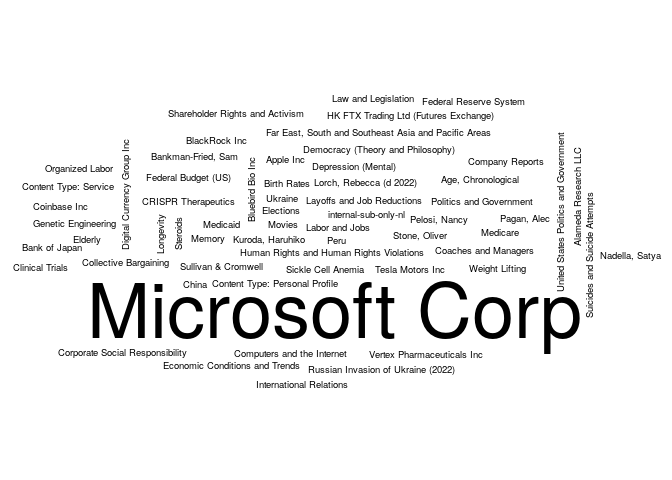 Law and Legislation
Federal Reserve System
Shareholder Rights and Activism
HK FTX Trading Ltd (Futures Exchange)
Far East, South and Southeast Asia and Pacific Areas
BlackRock Inc
Democracy (Theory and Philosophy)
Bankman-Fried, Sam
Apple Inc
Depression (Mental)
Company Reports
Organized Labor
Federal Budget (US)
Birth Rates
Lorch, Rebecca (d 2022)
Age, Chronological
Content Type: Service
Digital Currency Group Inc
Bluebird Bio Inc
United States Politics and Government
Alameda Research LLC
Suicides and Suicide Attempts
CRISPR Therapeutics
Ukraine
Layoffs and Job Reductions
Politics and Government
Coinbase Inc
Elections
internal-sub-only-nl
Pelosi, Nancy
Pagan, Alec
Genetic Engineering
Longevity
Steroids
Medicaid
Movies
Labor and Jobs
Stone, Oliver
Medicare
Elderly
Memory
Kuroda, Haruhiko
Peru
Bank of Japan
Human Rights and Human Rights Violations
Coaches and Managers
Nadella, Satya
Clinical Trials
Collective Bargaining
Sullivan & Cromwell
Sickle Cell Anemia
Tesla Motors Inc
Weight Lifting
China
Content Type: Personal Profile
Microsoft Corp
Corporate Social Responsibility
Computers and the Internet
Vertex Pharmaceuticals Inc
Economic Conditions and Trends
Russian Invasion of Ukraine (2022)
International Relations